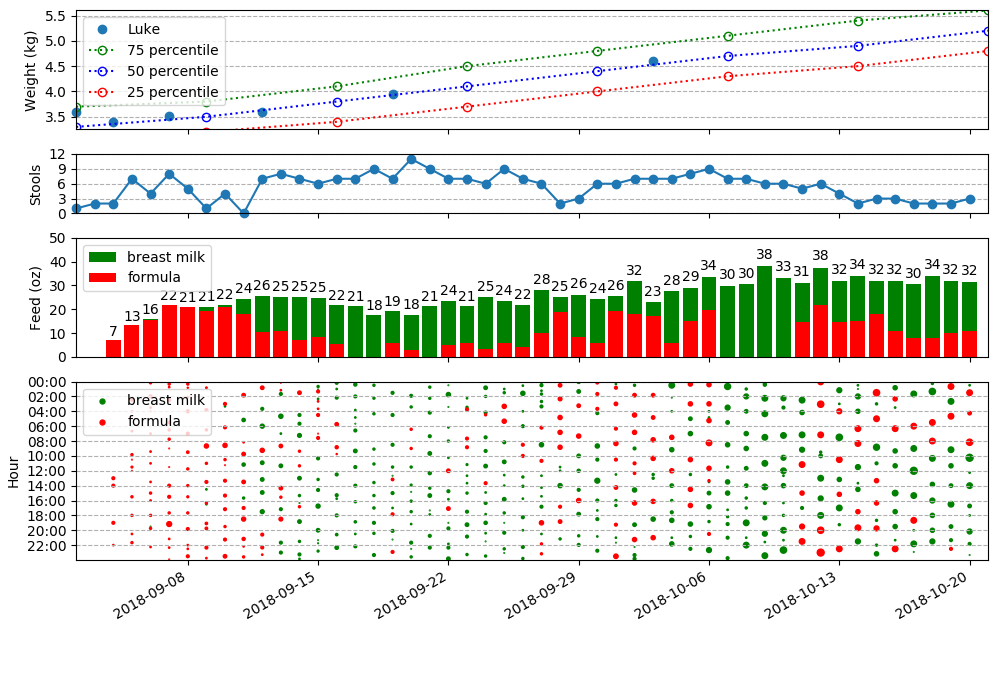 Weight (kg)
5.5
5.0
4.5
4.0
3.5
Luke
75 percentile
50 percentile
25 percentile
Stools
12
9
6
3
0
Feed (oz)
50
40
30
20
10
0
breast milk
formula
7 13 16 22 21 21 22 24 26 25 25 25 22 21 18 19 18 21 24 21 25 24 22 28 25 26 24 26 32 23 28 29 34 30 30 38 33 31 38 32 34 32 32 30 34 32 32
Hour
00:00
02:00
04:00
06:00
08:00
10:00
12:00
14:00
16:00
18:00
20:00
22:00
breast milk
formula
2018-09-08 2018-09-15 2018-09-22 2018-09-29 2018-10-06 2018-10-13 2018-10-20